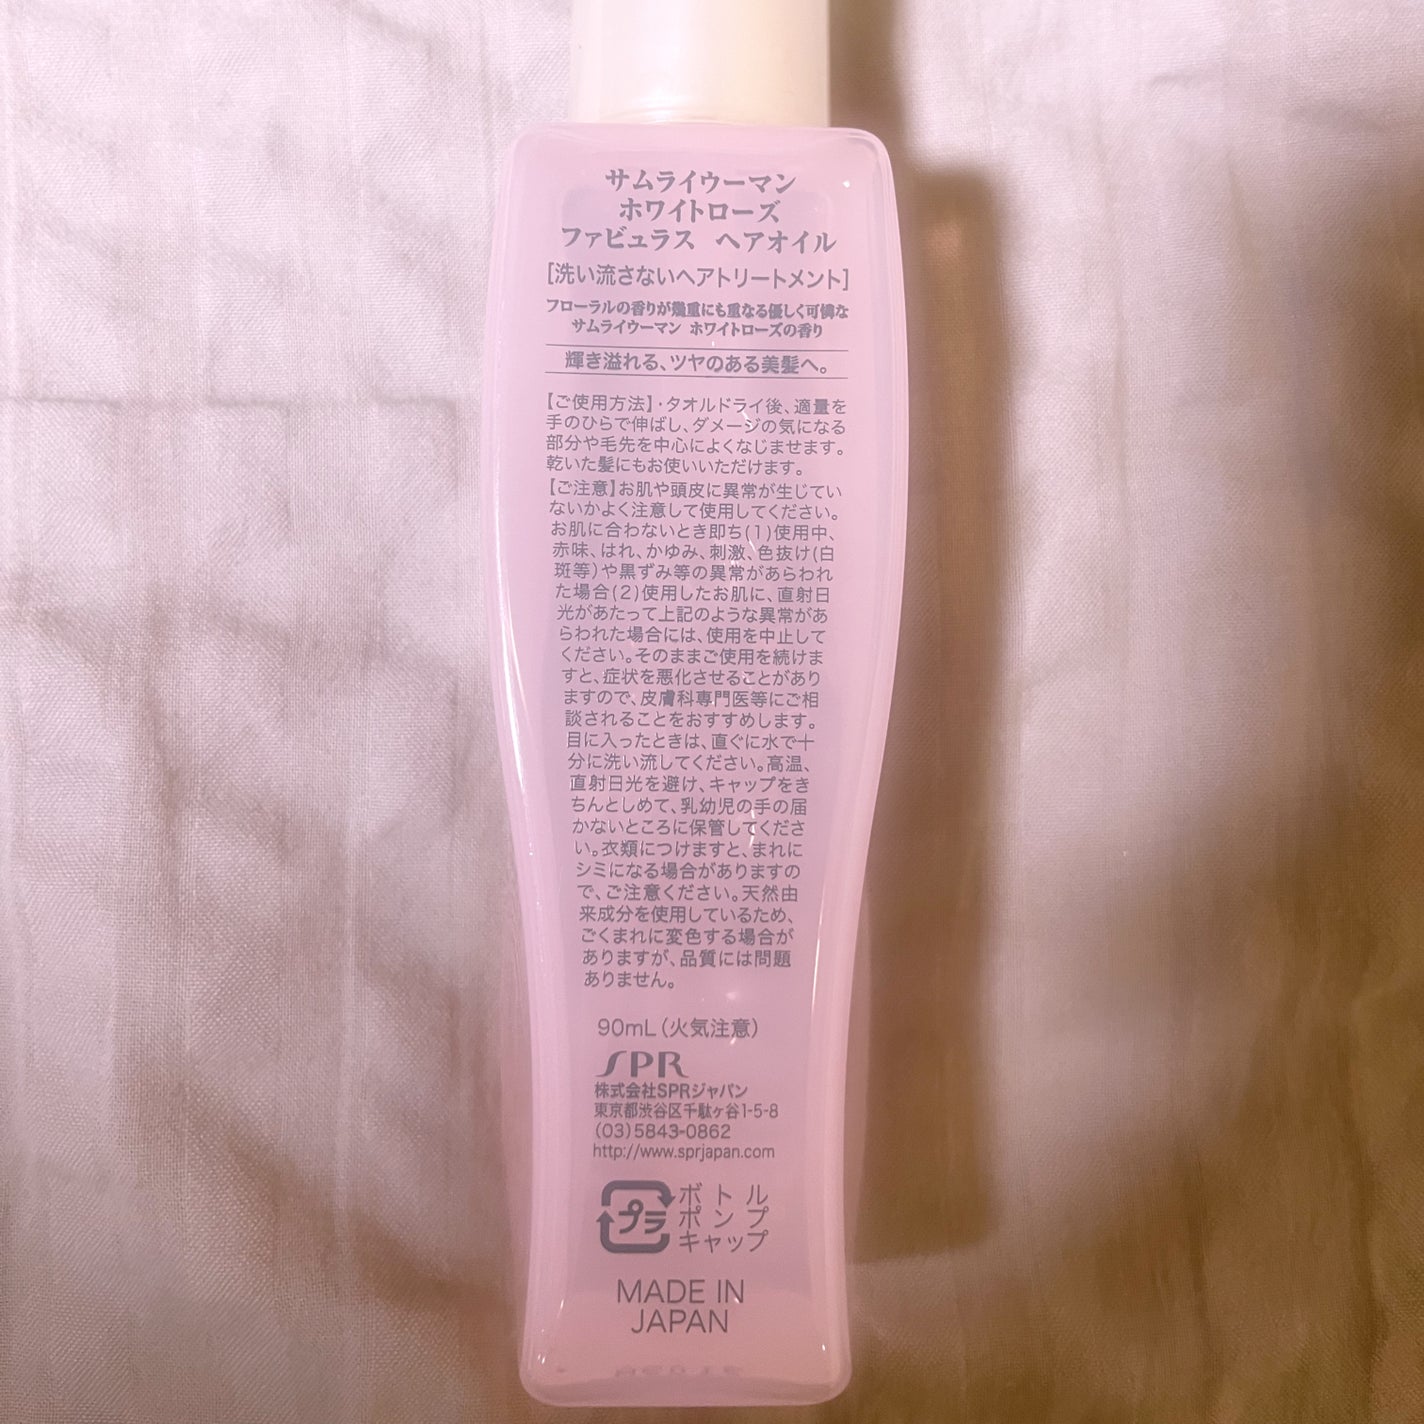 サムライウーマン
ホワイトローズ
ファビュラス ヘアオイル
[洗い流さないヘアトリートメント]
フローラルの香りが幾重にも重なる優しく可憐な
サムライウーマン ホワイトローズの香り
輝き溢れる、ツヤのある美髪へ。
【ご使用方法】・タオルドライ後、適量を
手のひらで伸ばし、ダメージの気になる
部分や毛先を中心によくなじませます。
乾いた髪にもお使いいただけます。
【ご注意】お肌や頭皮に異常が生じてい
ないかよく注意して使用してください。
お肌に合わないとき即ち(1)使用中、
赤味、はれ、かゆみ、刺激、色抜け(白
斑等)や黒ずみ等の異常があらわれ
た場合(2)使用したお肌に、直射日
光があたって上記のような異常があ
らわれた場合には、使用を中止して
ください。そのままご使用を続けま
すと、症状を悪化させることがあり
ますので、皮膚科専門医等にご相
談されることをおすすめします。
目に入ったときは、直ぐに水で十
分に洗い流してください。高温、
直射日光を避け、キャップをき
ちんとしめて、乳幼児の手の届
かないところに保管してくださ
い。衣類につけますと、まれに
シミになる場合がありますの
で、ご注意ください。天然由
来成分を使用しているため、
ごくまれに変色する場合が
ありますが、品質には問題
ありません。
90mL(火気注意)
SPR
株式会社SPRジャパン
東京都渋谷区千駄ヶ谷1-5-8
(03)5843-0862
http://www.sprjapan.com
プラ
ボトル
ポンプ
キャップ
MADE IN
JAPAN